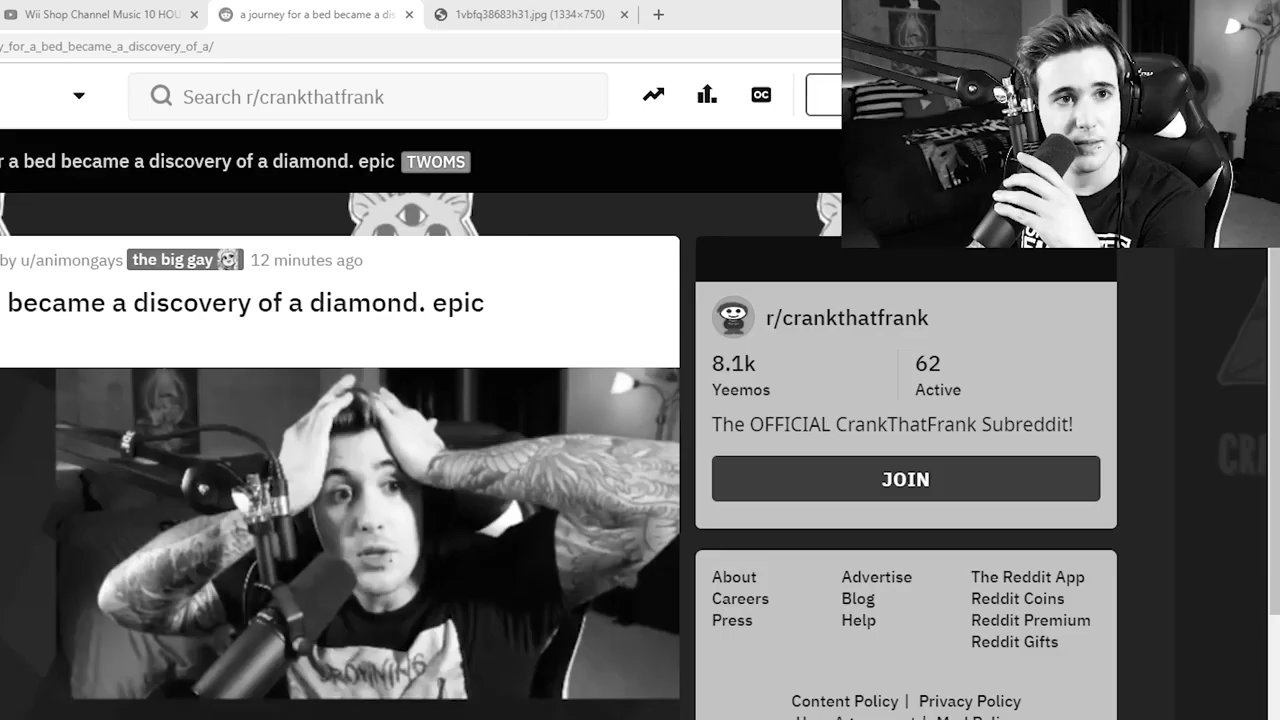 Wii Shop Channel Music 10 HOU
a journey for a bed became a dis
1vbfq38683h31.jpg (1334×750)
y_for_a_bed_became_a_discovery_of_a/
Search r/crankthatfrank
OC
r a bed became a discovery of a diamond. epic TWOMS
by u/animongays the big gay 12 minutes ago
became a discovery of a diamond. epic
r/crankthatfrank
8.1k 62
Yeemos Active
The OFFICIAL CrankThatFrank Subreddit!
JOIN
About Advertise The Reddit App
Careers Blog Reddit Coins
Press Help Reddit Premium
Reddit Gifts
Content Policy | Privacy Policy
CRA